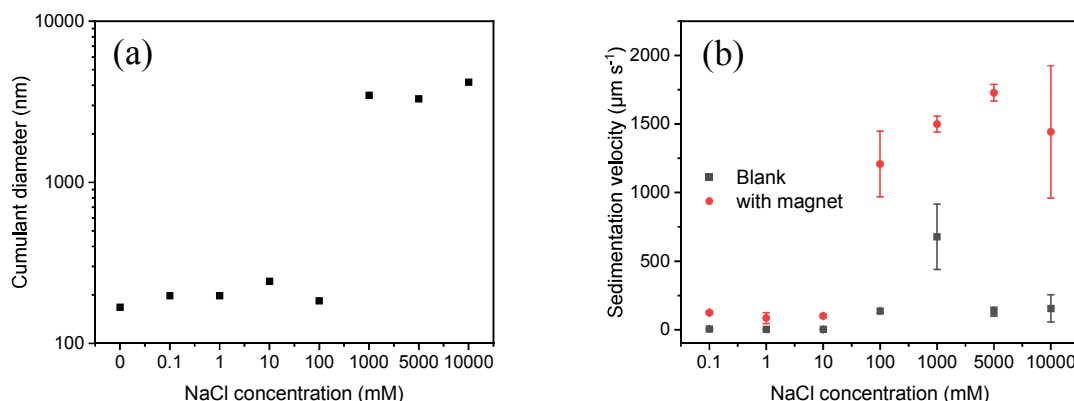 (a)
Cumulant diameter (nm)
10000
1000
100
0 0.1 1 10 100 1000 5000 10000
NaCl concentration (mM)
(b)
Sedimentation velocity (μm s⁻¹)
2000
1500
1000
500
0
Blank
with magnet
0.1 1 10 100 1000 5000 10000
NaCl concentration (mM)